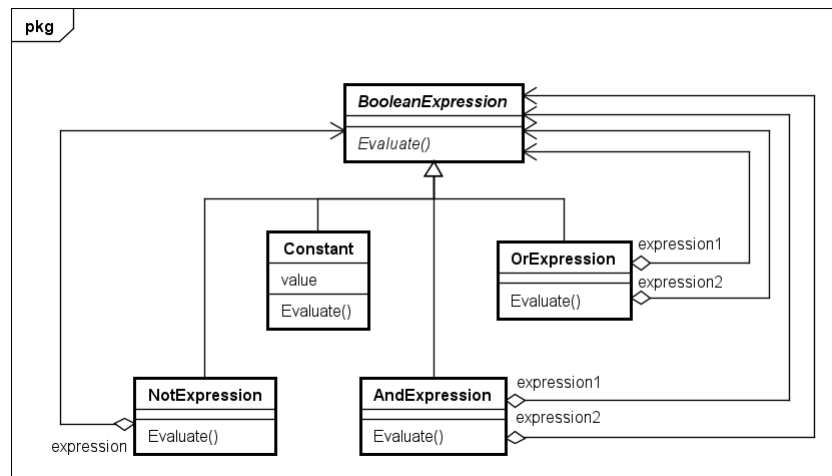 pkg
BooleanExpression
Evaluate()
Constant
value
Evaluate()
OrExpression
Evaluate()
expression1
expression2
NotExpression
Evaluate()
expression
AndExpression
Evaluate()
expression1
expression2